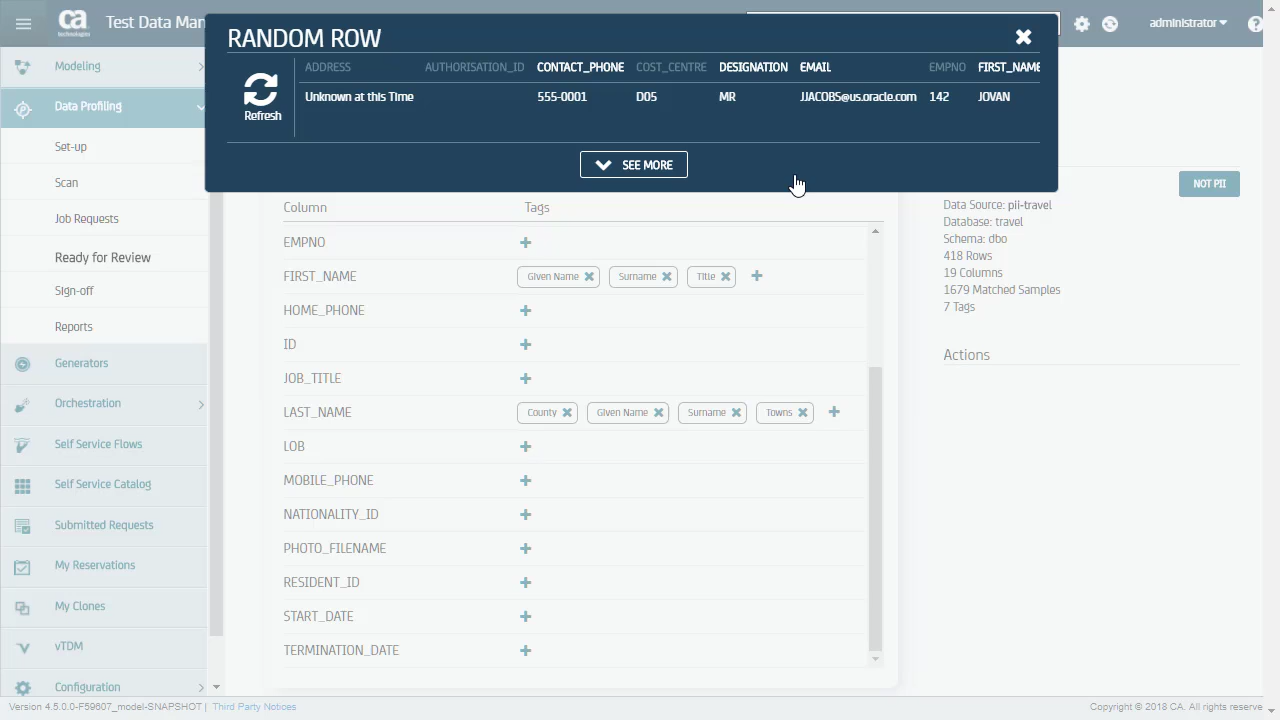 ca
technologies
Test Data Man
administrator
RANDOM ROW
Refresh
ADDRESS AUTHORISATION_ID CONTACT_PHONE COST_CENTRE DESIGNATION EMAIL EMPNO FIRST_NAME
Unknown at this Time 555-0001 D05 MR JJACOBS@us.oracle.com 142 JOVAN
SEE MORE
Modeling
Data Profiling
Set-up
Scan
Job Requests
Ready for Review
Sign-off
Reports
Generators
Orchestration
Self Service Flows
Self Service Catalog
Submitted Requests
My Reservations
My Clones
vTDM
Configuration
Column Tags
EMPNO
FIRST_NAME Given Name Surname Title
HOME_PHONE
ID
JOB_TITLE
LAST_NAME County Given Name Surname Towns
LOB
MOBILE_PHONE
NATIONALITY_ID
PHOTO_FILENAME
RESIDENT_ID
START_DATE
TERMINATION_DATE
NOT PII
Data Source: pii-travel
Database: travel
Schema: dbo
418 Rows
19 Columns
1679 Matched Samples
7 Tags
Actions
Version 4.5.0.0-F59607_model-SNAPSHOT | Third Party Notices
Copyright © 2018 CA. All rights reserve